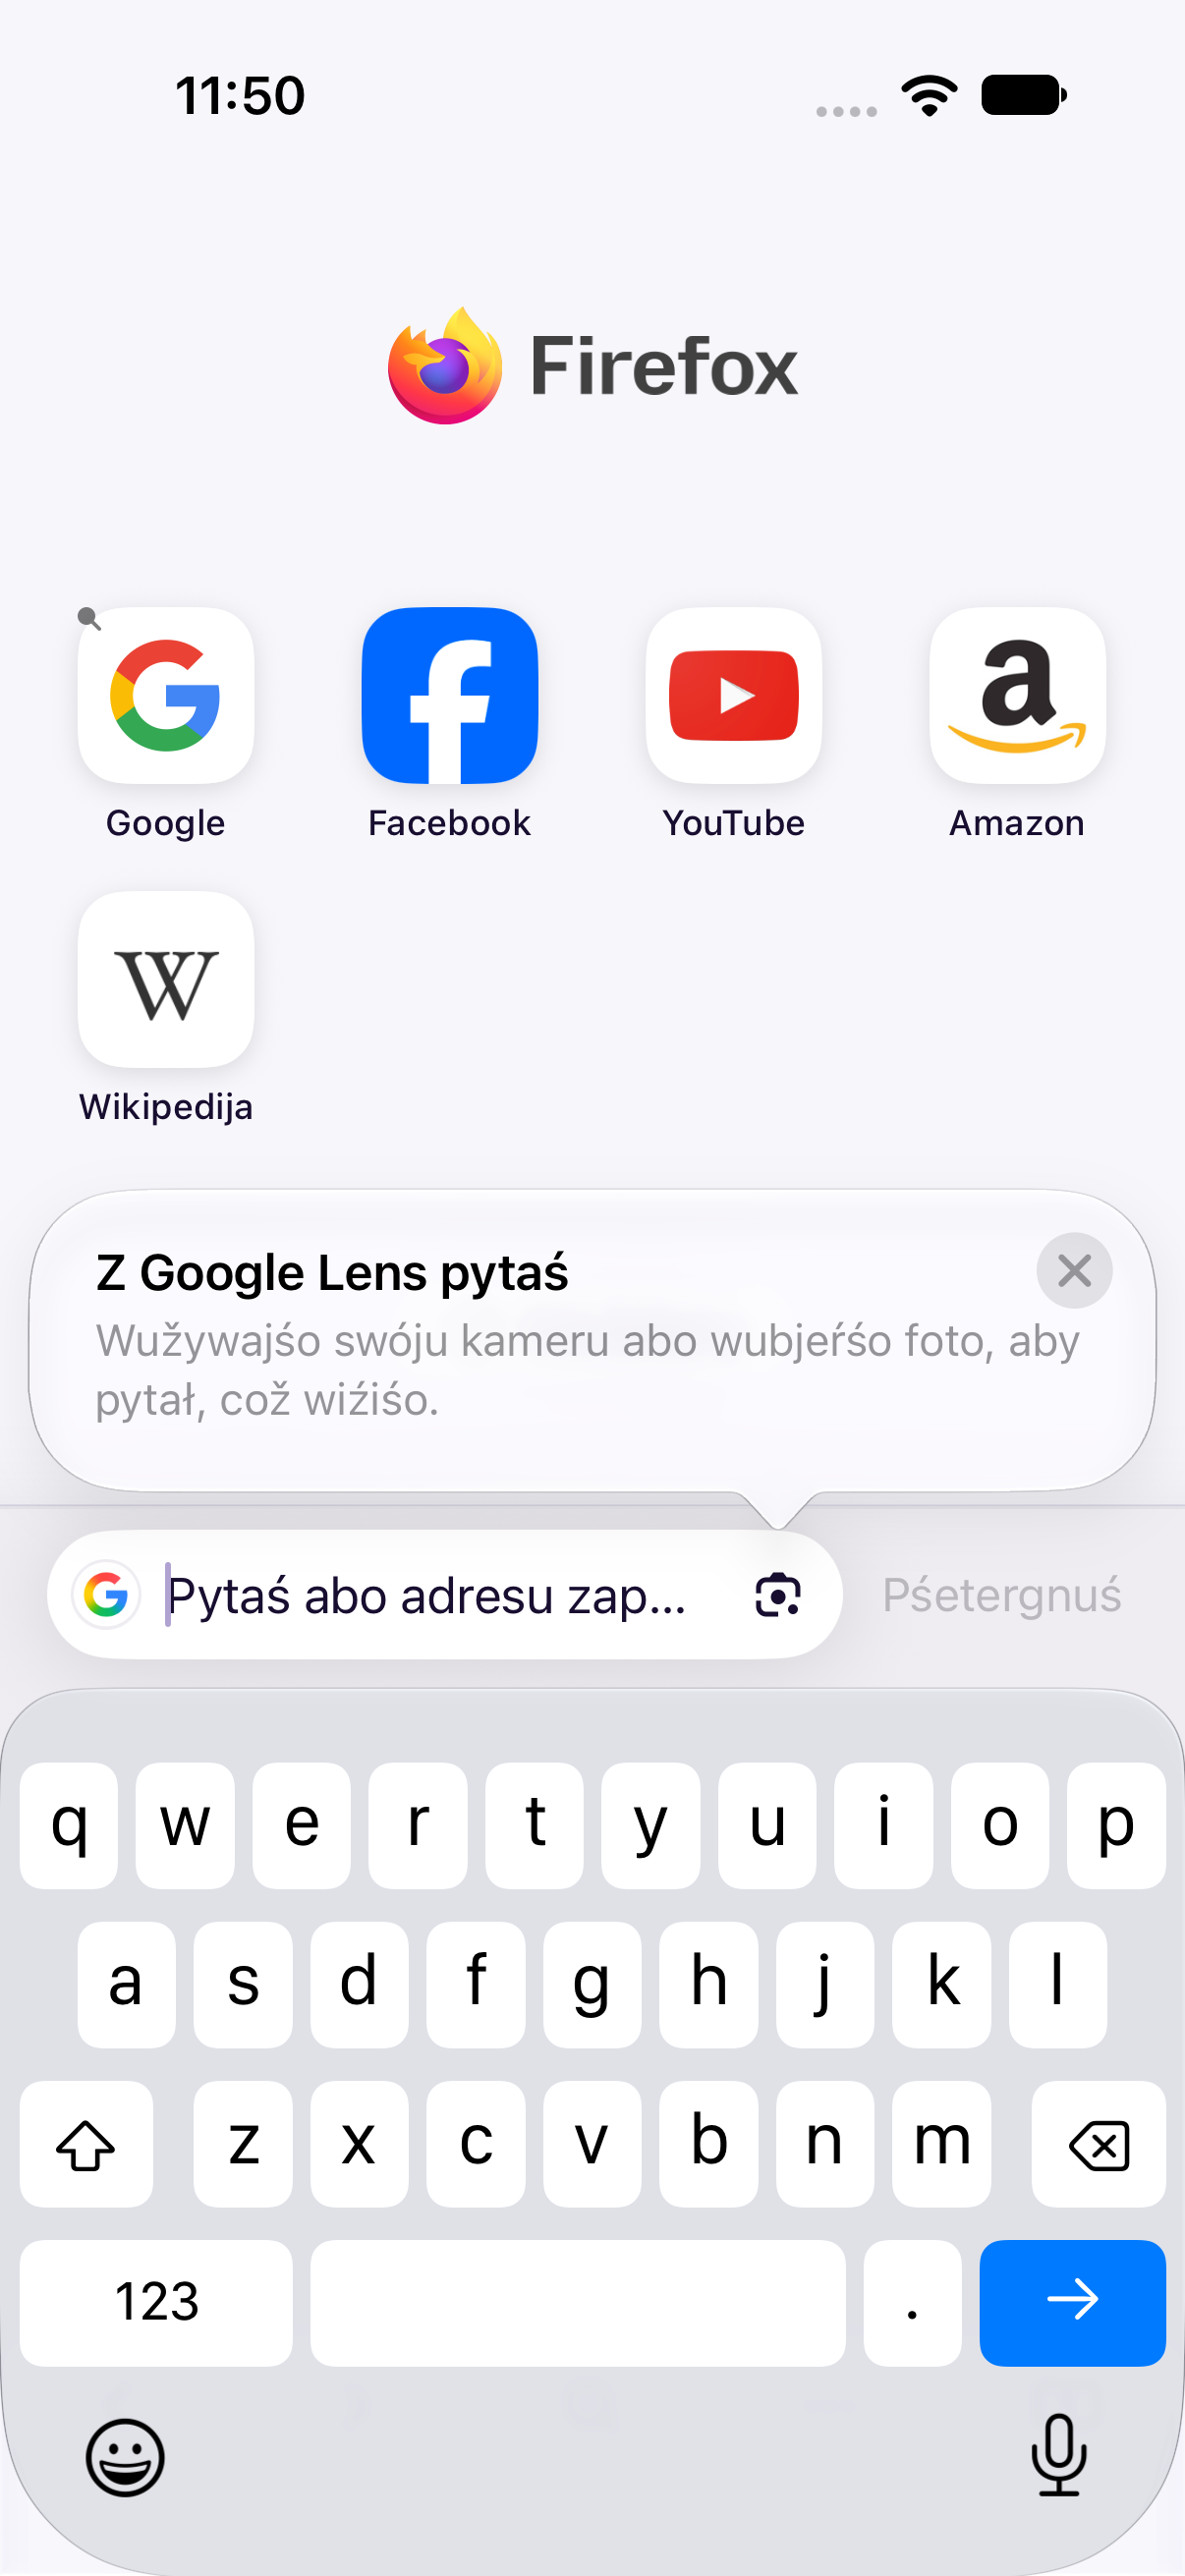 11:50
Firefox
Google
Facebook
YouTube
Amazon
Wikipedija
Z Google Lens pytaś
Wužywajśo swóju kameru abo wubjeŕśo foto, aby
pytał, což wiźiśo.
Pytaś abo adresu zap...
Pśetergnuś
q w e r t y u i o p
a s d f g h j k l
z x c v b n m
123 .